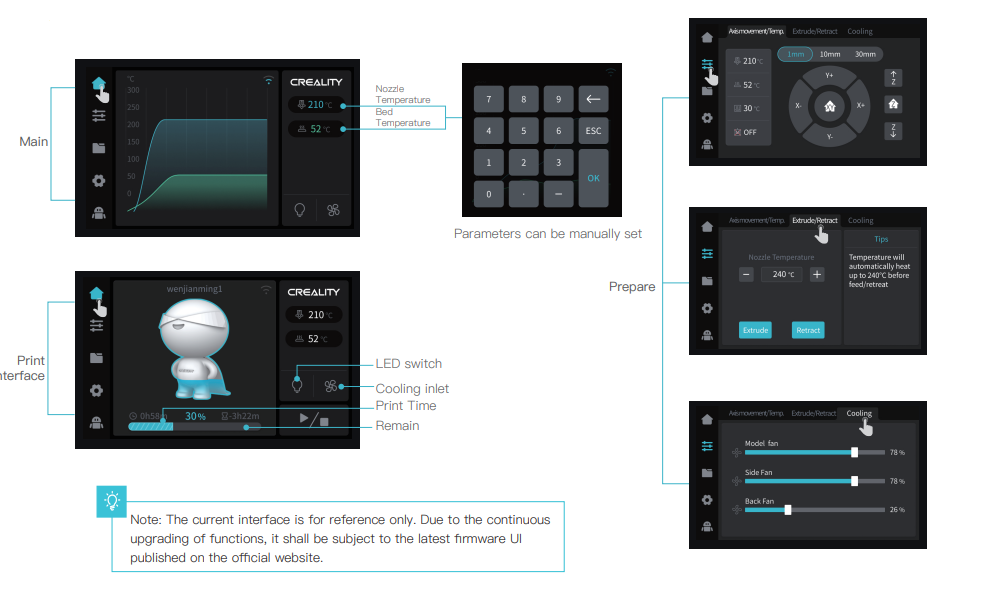 Main
°C
300
250
200
150
100
50
0
CREALITY
210 °C
52 °C
Nozzle
Temperature
Bed
Temperature
7 8 9 ←
4 5 6 ESC
1 2 3
OK
0 . −
Parameters can be manually set
Print
nterface
wenjianming1
CREALITY
210 °C
52 °C
0h58m 30% -3h22m
LED switch
Cooling inlet
Print Time
Remain
Note: The current interface is for reference only. Due to the continuous
upgrading of functions, it shall be subject to the latest firmware UI
published on the official website.
Prepare
Axismovement/Temp. Extrude/Retract Cooling
1mm 10mm 30mm
210 °C
52 °C
30 °C
OFF
Y+
X-
X+
Y-
Z
Z
Z
Axismovement/Temp. Extrude/Retract Cooling
Nozzle Temperature
− 240 °C +
Extrude Retract
Tips
Temperature will
automatically heat
up to 240°C before
feed/retreat
Axismovement/Temp. Extrude/Retract Cooling
Model fan
78 %
Side Fan
78 %
Back Fan
26 %